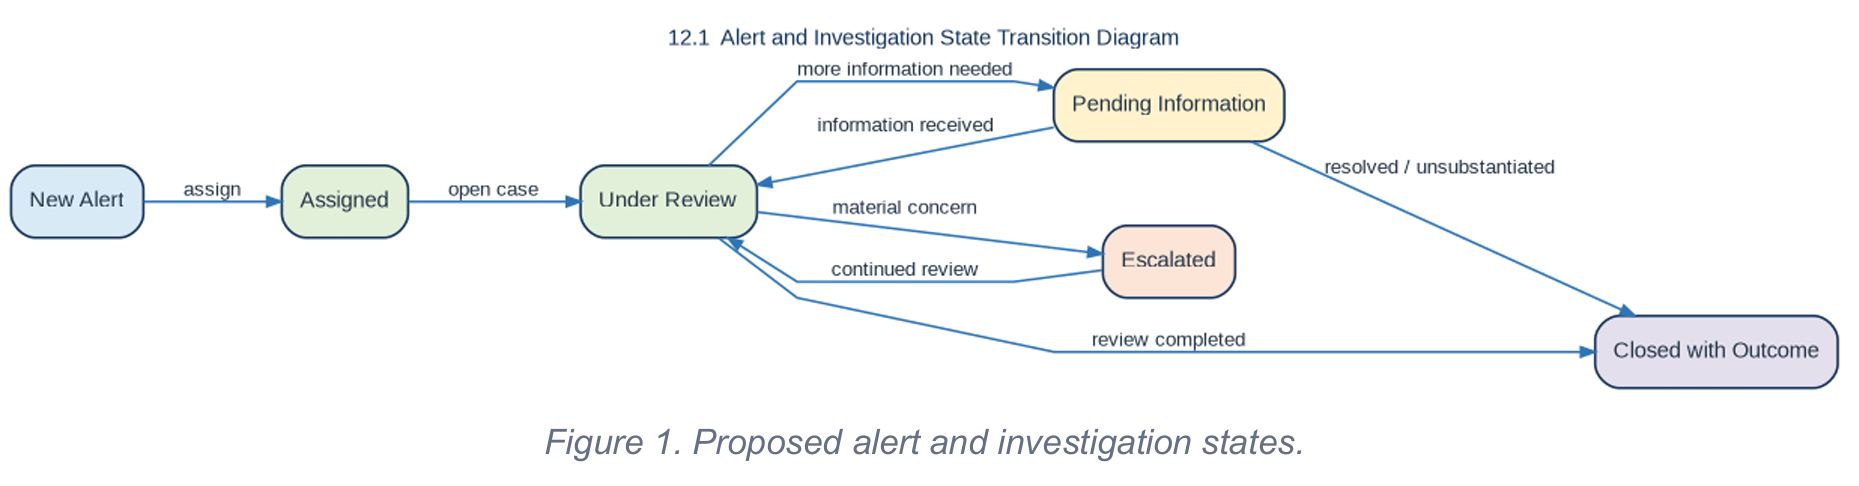 12.1  Alert and Investigation State Transition Diagram
more information needed
Pending Information
information received
resolved / unsubstantiated
New Alert
assign
Assigned
open case
Under Review
material concern
Escalated
continued review
review completed
Closed with Outcome
Figure 1. Proposed alert and investigation states.